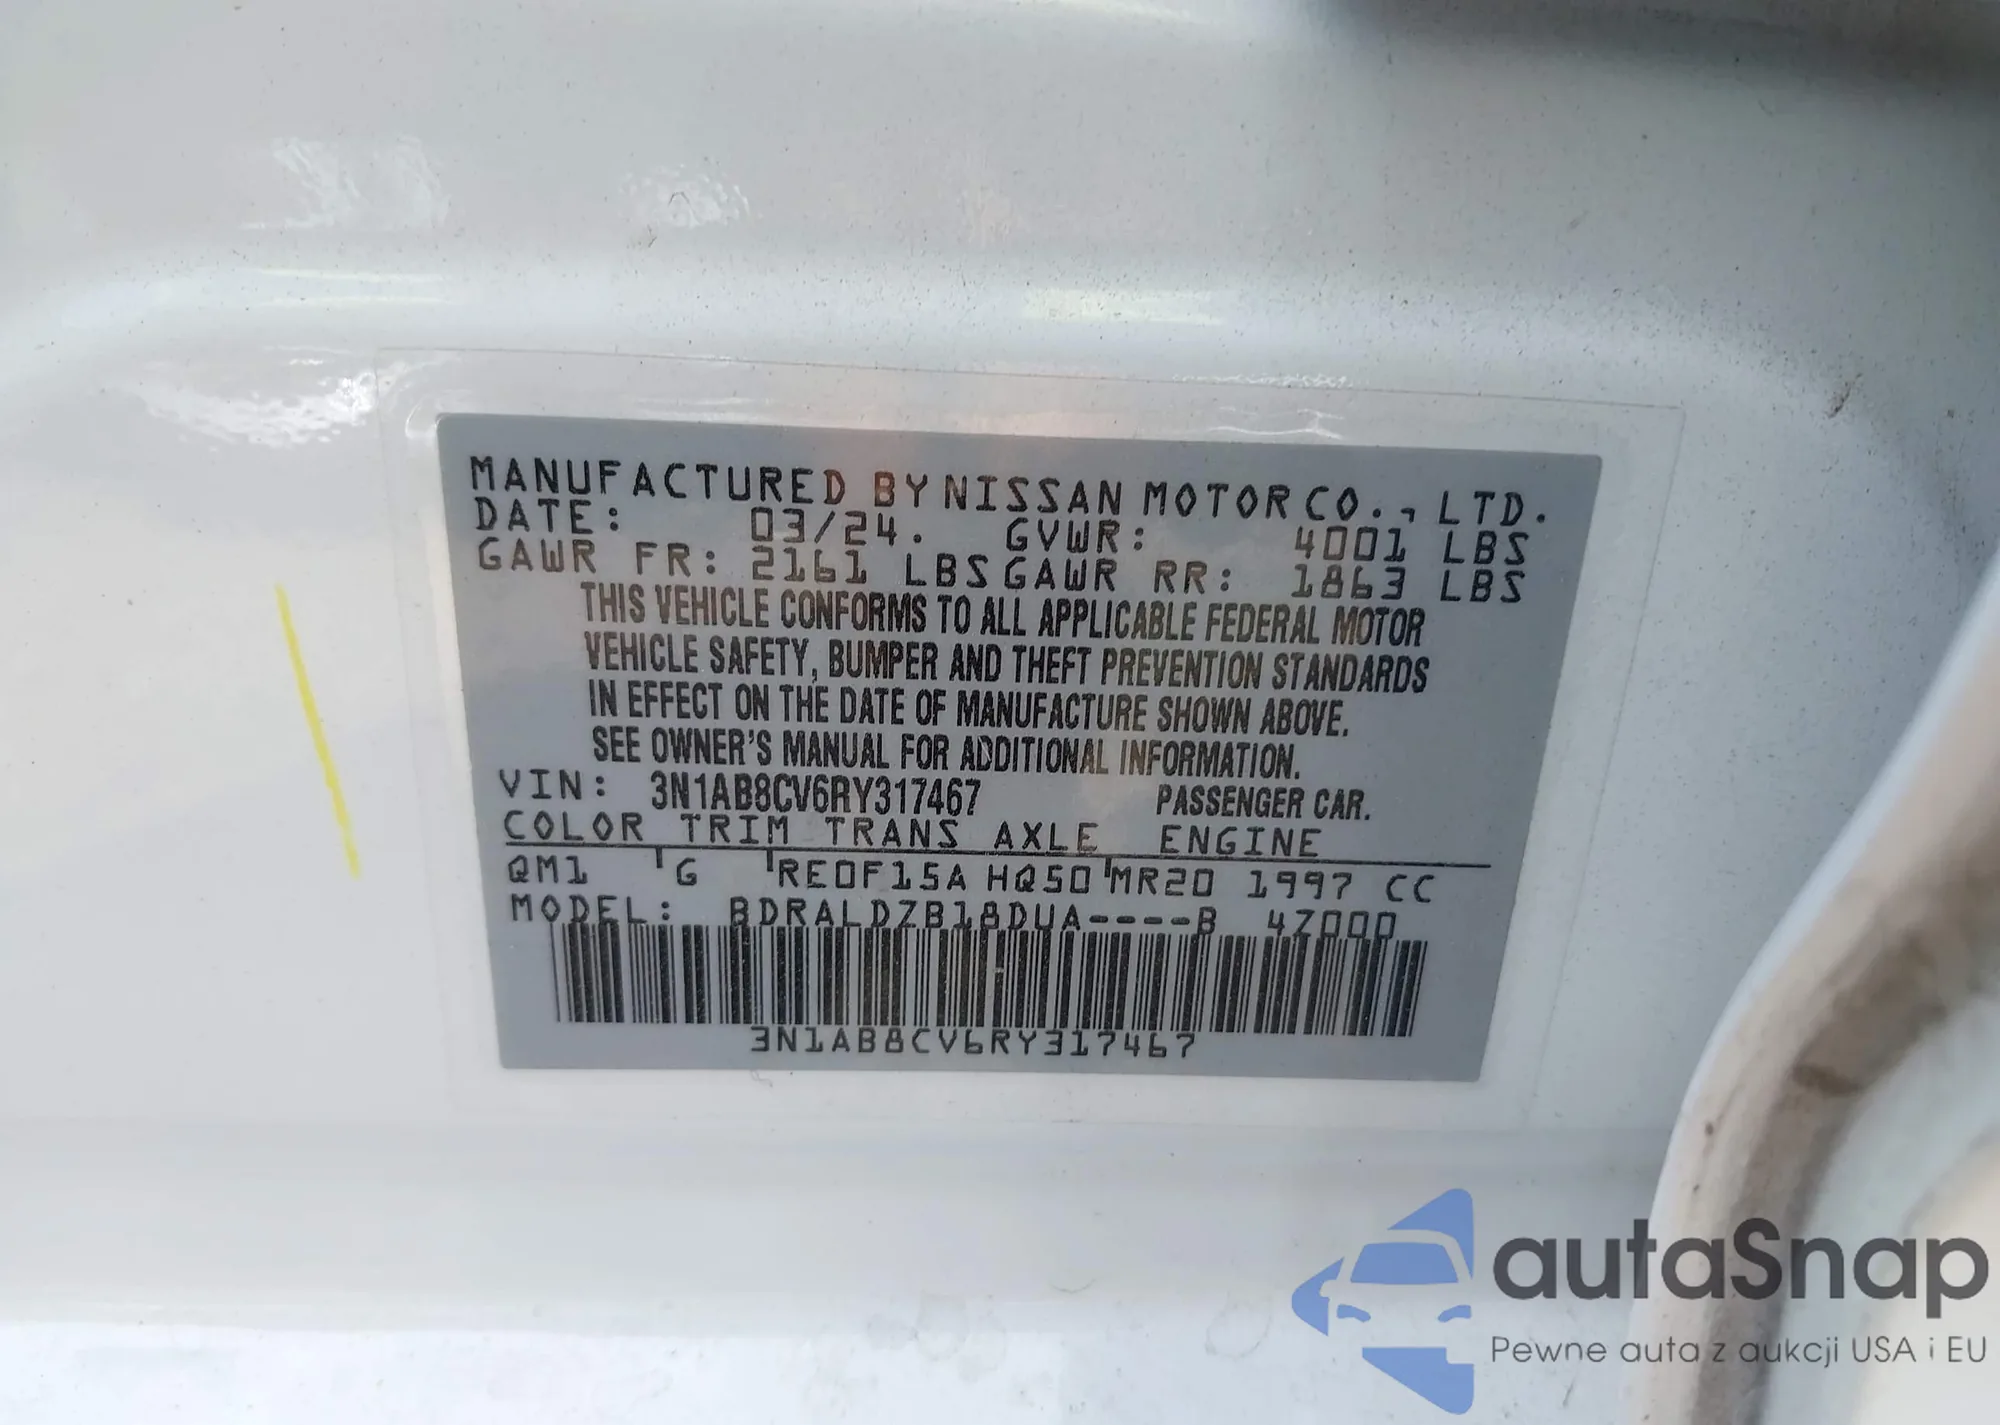 MANUFACTURED BY NISSAN MOTOR CO., LTD.
DATE: 03/24. GVWR: 4001 LBS
GAWR FR: 2161 LBS GAWR RR: 1863 LBS
THIS VEHICLE CONFORMS TO ALL APPLICABLE FEDERAL MOTOR
VEHICLE SAFETY, BUMPER AND THEFT PREVENTION STANDARDS
IN EFFECT ON THE DATE OF MANUFACTURE SHOWN ABOVE.
SEE OWNER'S MANUAL FOR ADDITIONAL INFORMATION.
VIN: 3N1AB8CV6RY317467 PASSENGER CAR.
COLOR TRIM TRANS AXLE ENGINE
QM1 G RE0F15A HQ50 MR20 1997 CC
MODEL: BDRALDZB18DUA----B 4Z000
3N1AB8CV6RY317467
autaSnap
Pewne auta z aukcji USA i EU